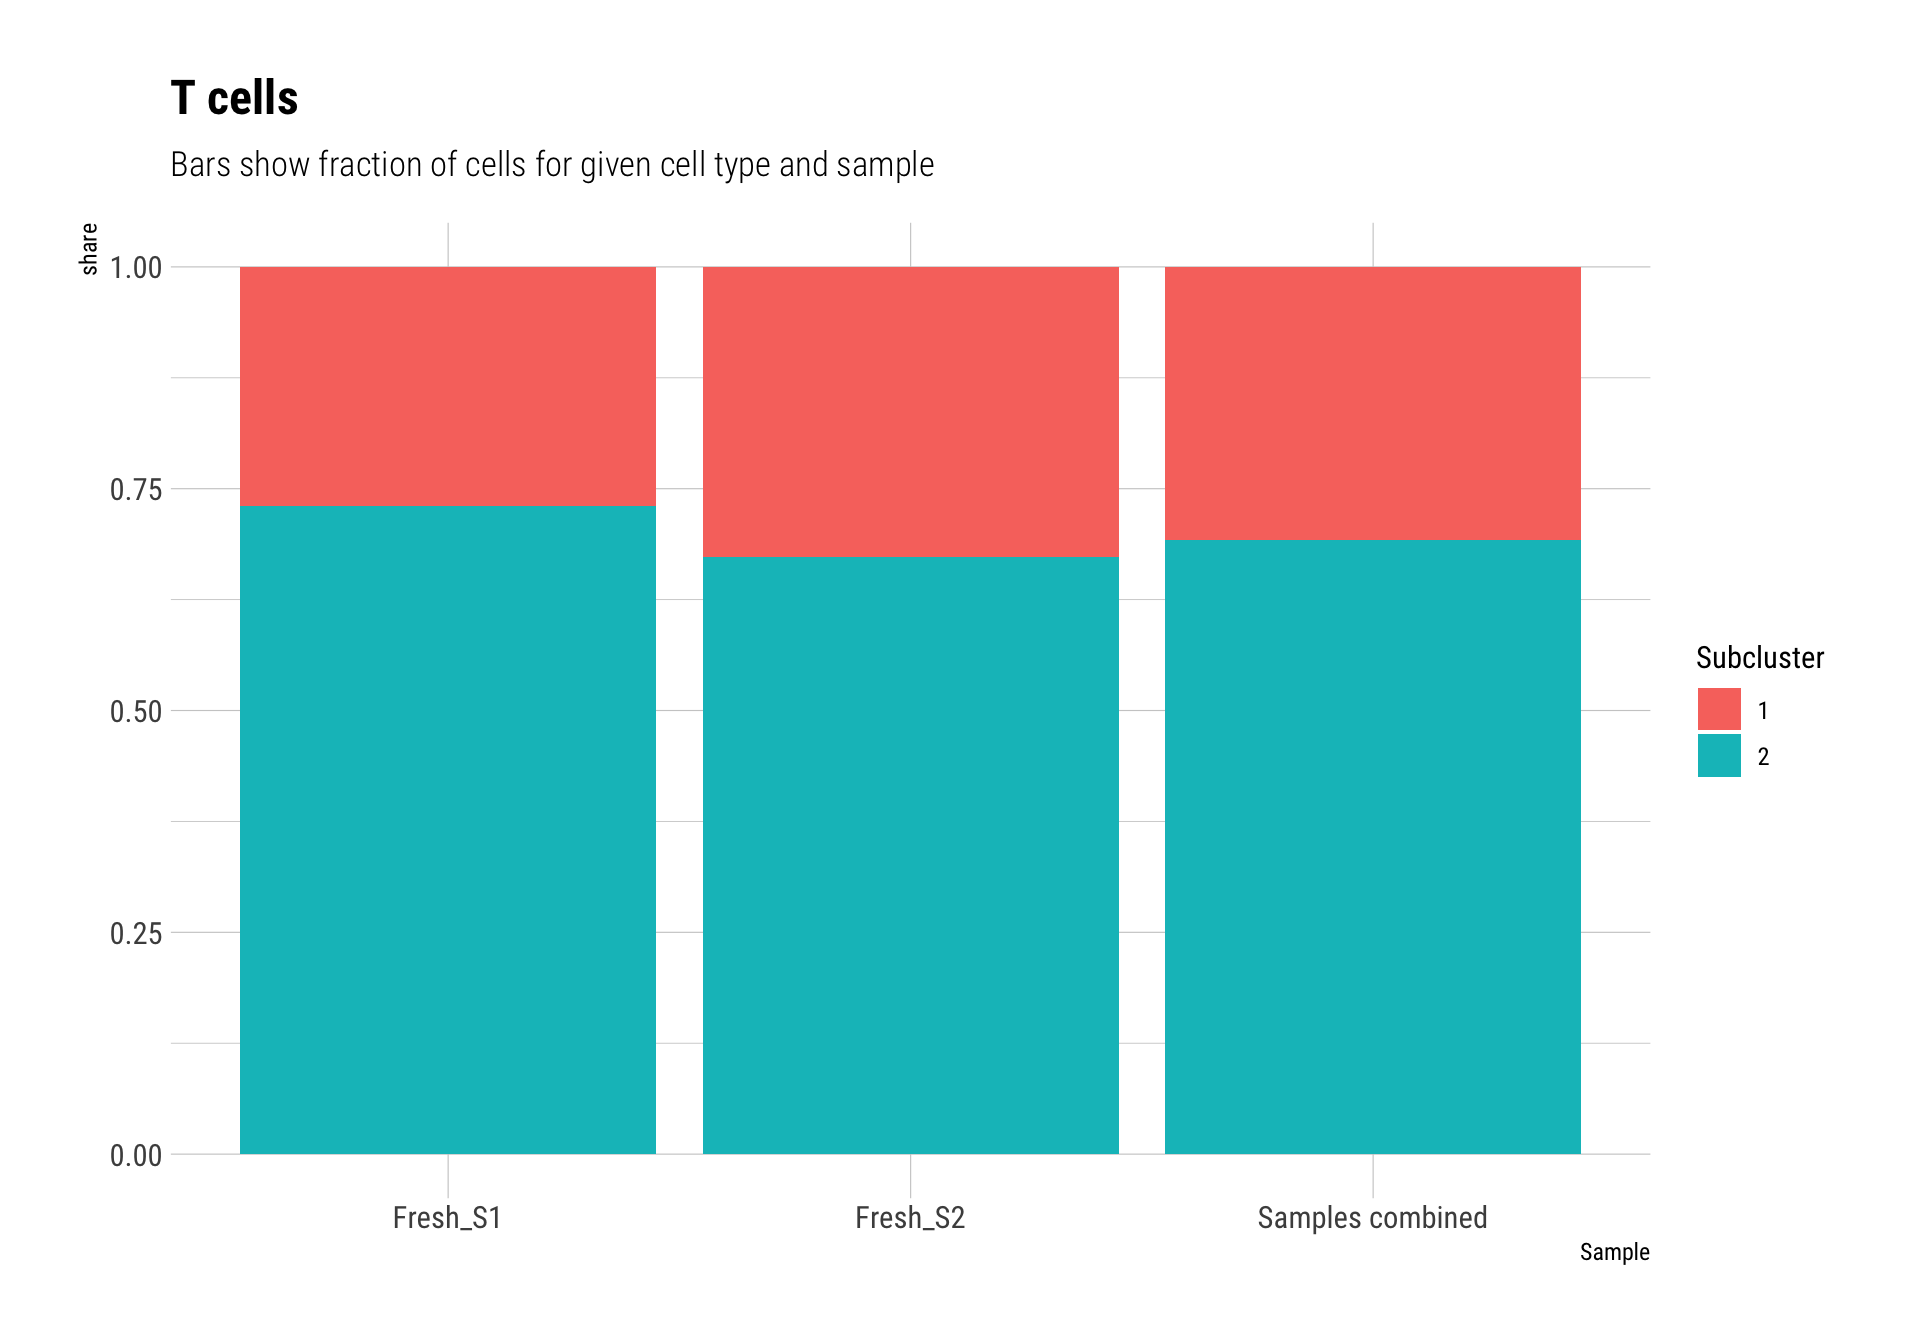 T cells
Bars show fraction of cells for given cell type and sample
share
1.00
0.75
0.50
0.25
0.00
Fresh_S1
Fresh_S2
Samples combined
Sample
Subcluster
1
2